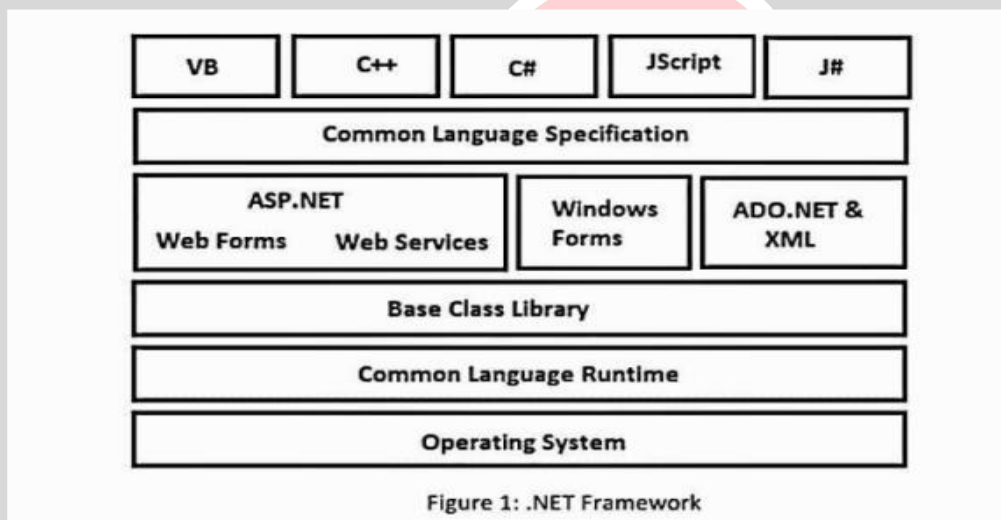 VB C++ C# JScript J#
Common Language Specification
ASP.NET
Web Forms Web Services
Windows
Forms
ADO.NET &
XML
Base Class Library
Common Language Runtime
Operating System
Figure 1: .NET Framework